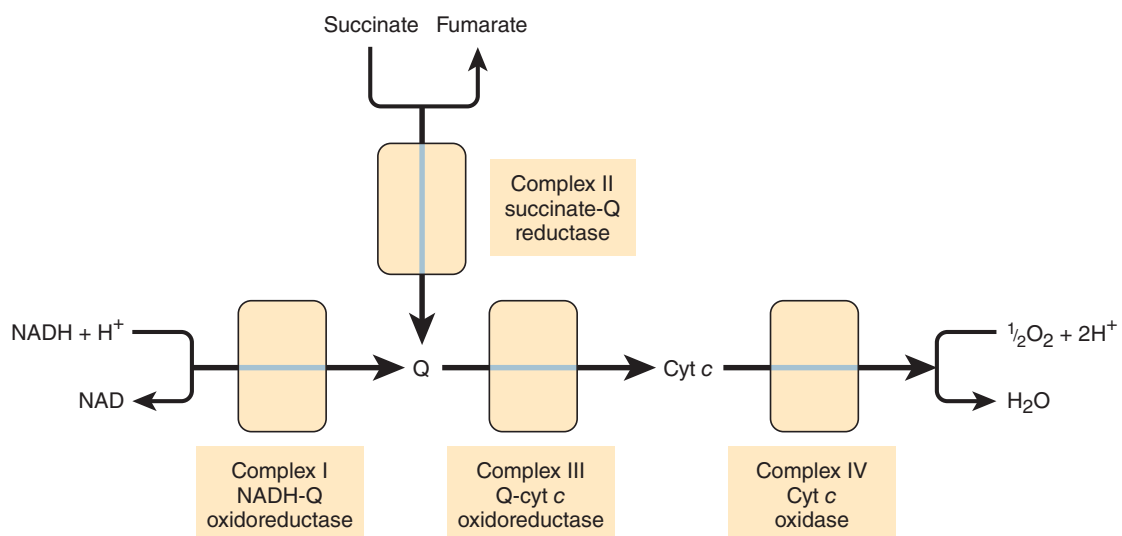 Succinate Fumarate
Complex II
succinate-Q
reductase
NADH + H⁺
NAD
Q
Cyt c
½O₂ + 2H⁺
H₂O
Complex I
NADH-Q
oxidoreductase
Complex III
Q-cyt c
oxidoreductase
Complex IV
Cyt c
oxidase